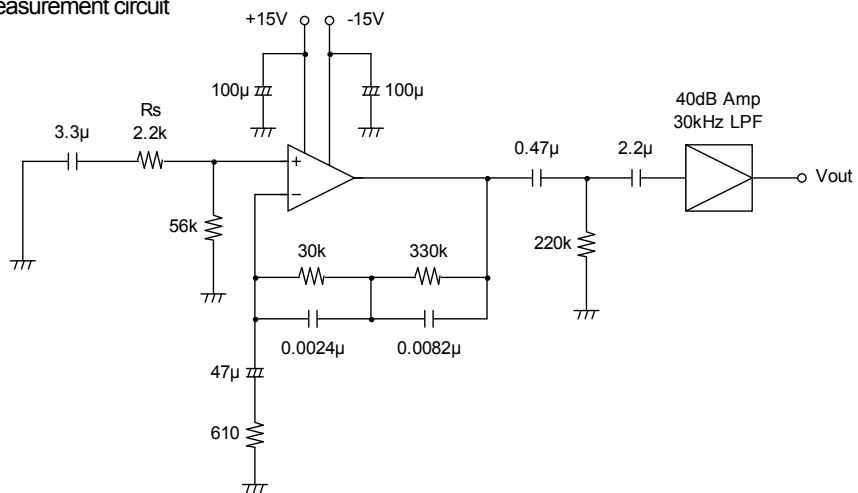 easurement circuit
+15V
-15V
100µ
100µ
Rs
2.2k
3.3µ
40dB Amp
30kHz LPF
0.47µ
2.2µ
+
−
Vout
56k
30k
330k
220k
0.0024µ
0.0082µ
47µ
610